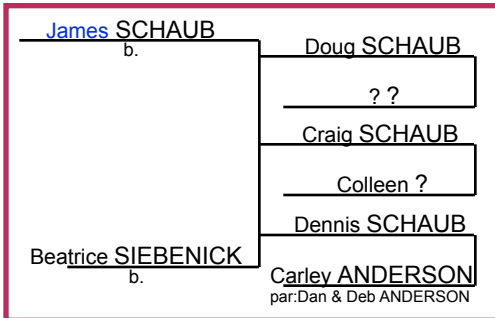 James SCHAUB
b.
Doug SCHAUB
? ?
Craig SCHAUB
Colleen ?
Dennis SCHAUB
Beatrice SIEBENICK
b.
Carley ANDERSON
par:Dan & Deb ANDERSON